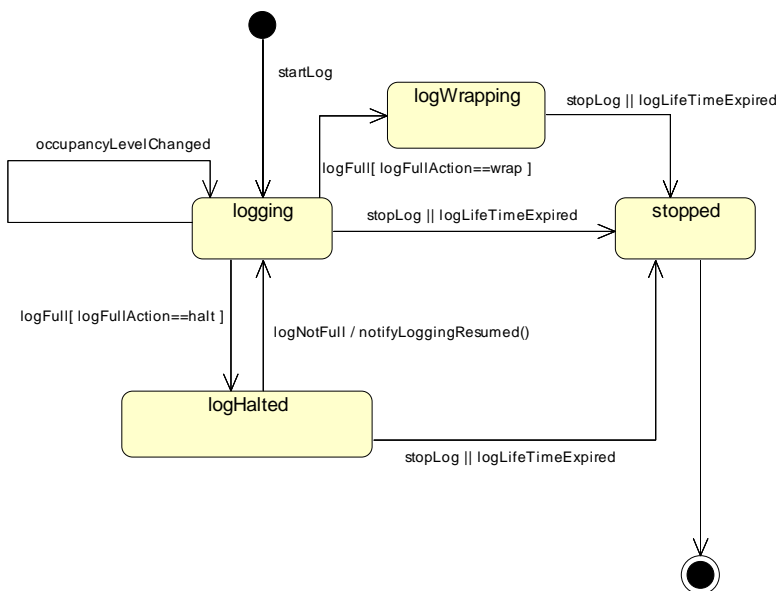 startLog
logWrapping
stopLog || logLifeTimeExpired
occupancyLevelChanged
logFull[ logFullAction==wrap ]
logging
stopLog || logLifeTimeExpired
stopped
logFull[ logFullAction==halt ]
logNotFull / notifyLoggingResumed()
logHalted
stopLog || logLifeTimeExpired